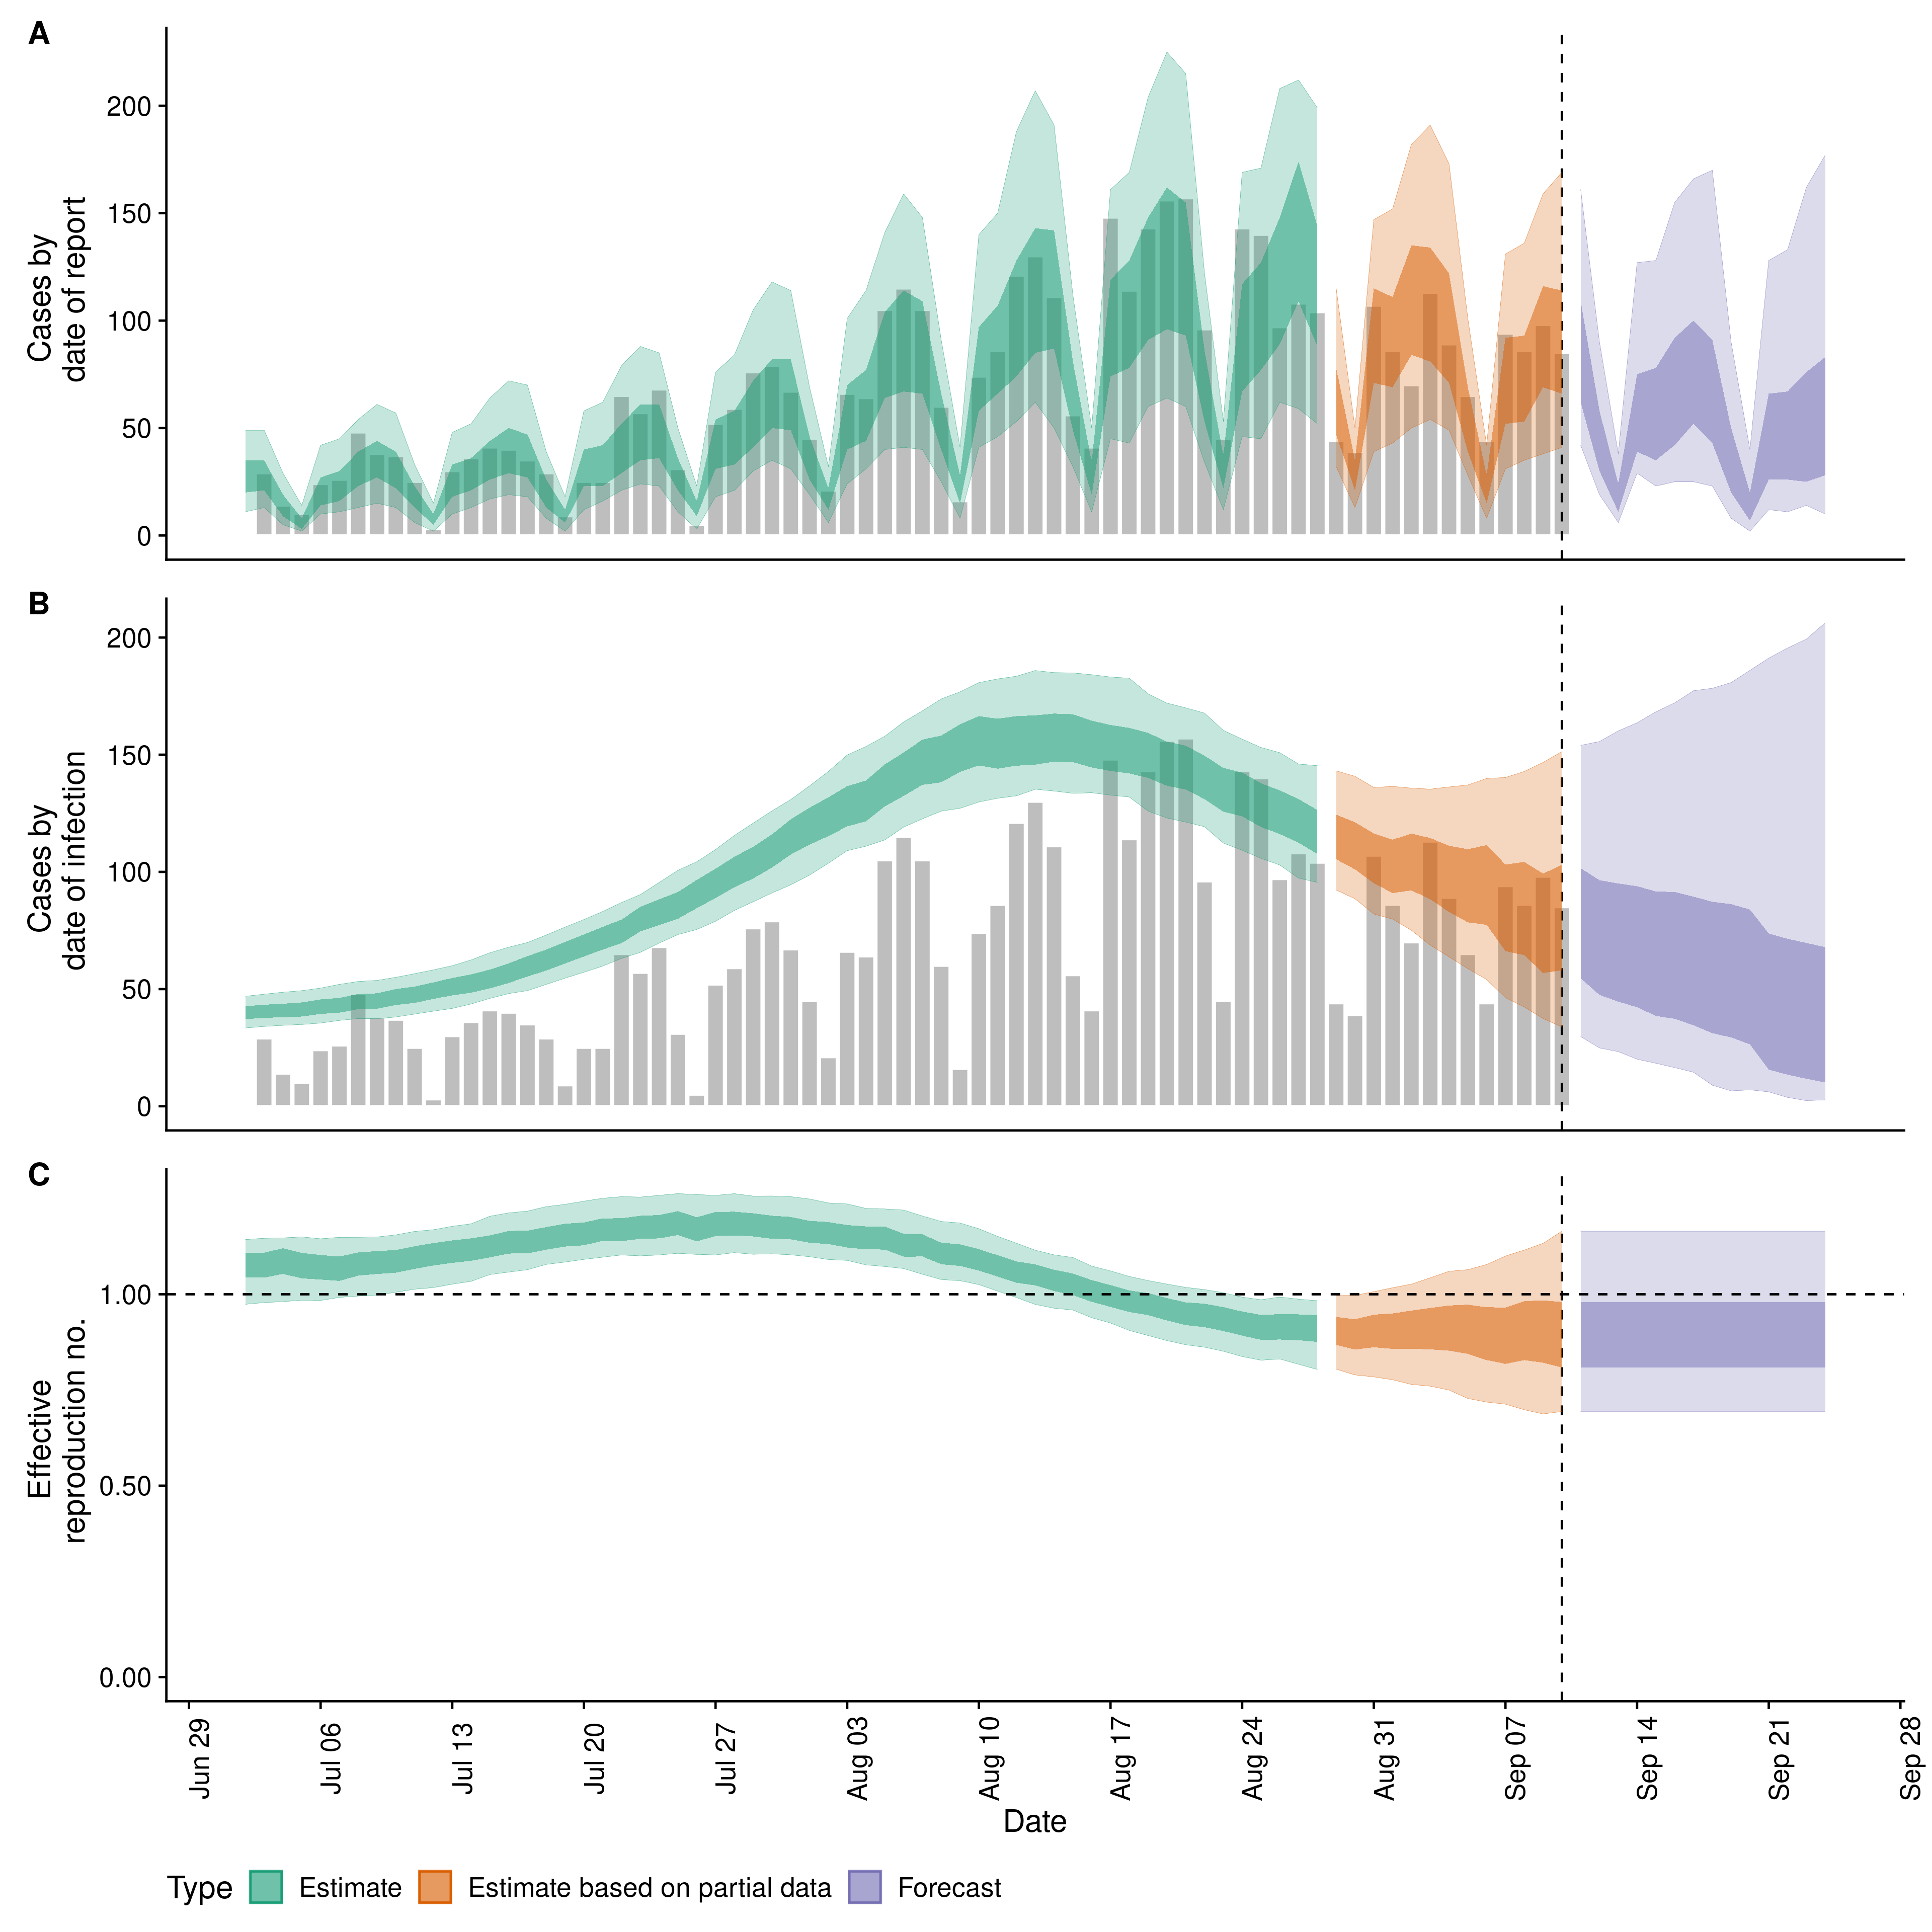 A
Cases by
date of report
200
150
100
50
0
B
Cases by
date of infection
200
150
100
50
0
C
Effective
reproduction no.
1.00
0.50
0.00
Jun 29
Jul 06
Jul 13
Jul 20
Jul 27
Aug 03
Aug 10
Aug 17
Aug 24
Aug 31
Sep 07
Sep 14
Sep 21
Sep 28
Date
Type Estimate Estimate based on partial data Forecast